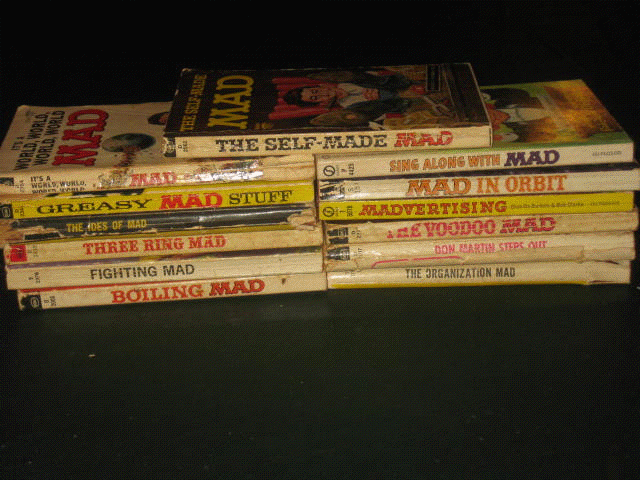 THE SELF-MADE
MAD
THE SELF-MADE MAD
IT'S A
WORLD, WORLD,
WORLD, WORLD
MAD
IT'S A
WORLD, WORLD,
WORLD, WORLD
MAD
GREASY MAD STUFF
THE IDES OF MAD
THREE RING MAD
FIGHTING MAD
BOILING MAD
SING ALONG WITH MAD
MAD IN ORBIT
MADVERTISING
THE VOODOO MAD
DON MARTIN STEPS OUT
THE ORGANIZATION MAD